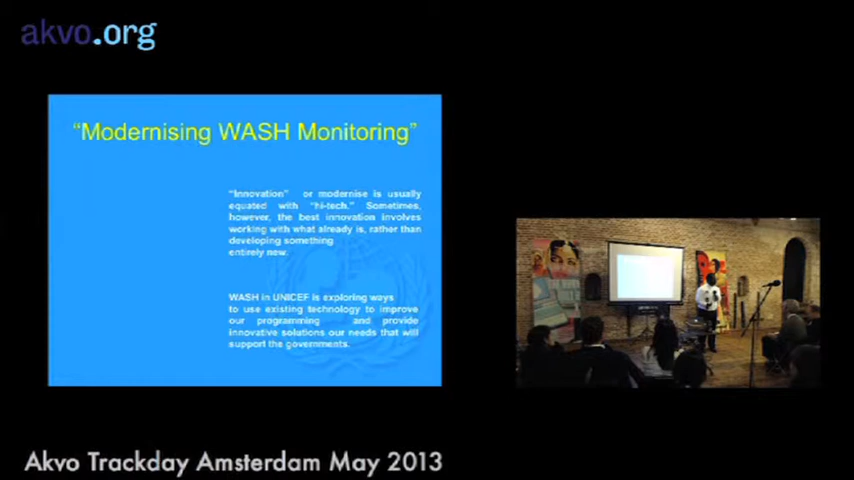 akvo.org
“Modernising WASH Monitoring”
“Innovation” or modernise is usually
equated with “hi-tech.” Sometimes,
however, the best innovation involves
working with what already is, rather than
developing something
entirely new.
WASH in UNICEF is exploring ways
to use existing technology to improve
our programming and provide
innovative solutions our needs that will
support the governments.
Akvo Trackday Amsterdam May 2013